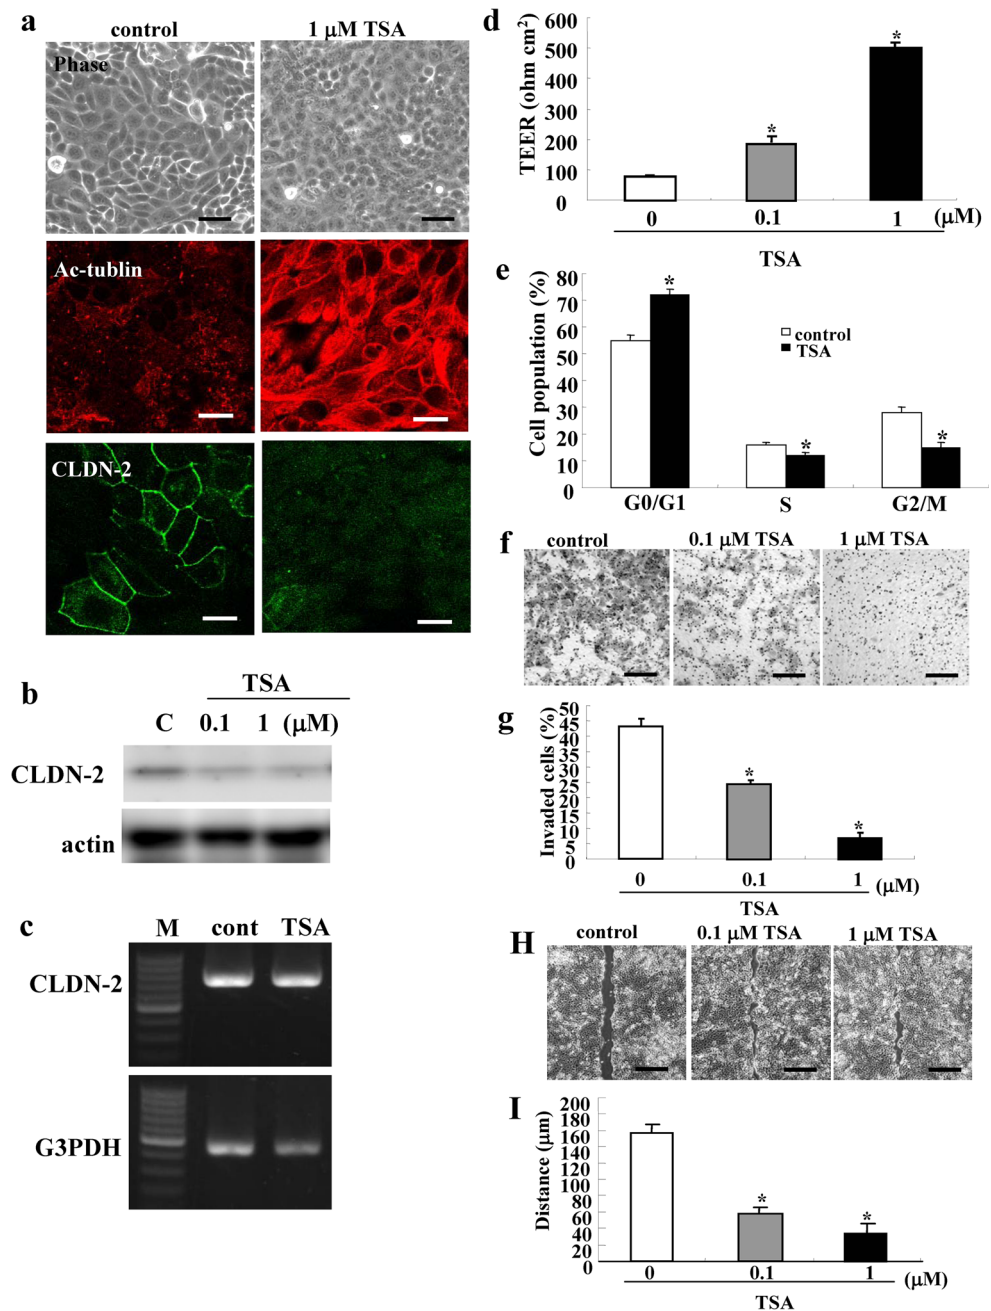 a
control 1 μM TSA
Phase
Ac-tublin
CLDN-2
b
TSA
C 0.1 1 (μM)
CLDN-2
actin
c
M cont TSA
CLDN-2
G3PDH
d
TEER (ohm cm²)
600
500
400
300
200
100
0
*
*
0 0.1 1 (μM)
TSA
e
Cell population (%)
80
70
60
50
40
30
20
10
0
*
*
*
control
TSA
G0/G1 S G2/M
f
control 0.1 μM TSA 1 μM TSA
g
Invaded cells (%)
45
40
35
30
25
20
15
10
5
0
*
*
0 0.1 1 (μM)
TSA
H
control 0.1 μM TSA 1 μM TSA
I
Distance (μm)
200
180
160
140
120
100
80
60
40
20
0
*
*
0 0.1 1 (μM)
TSA